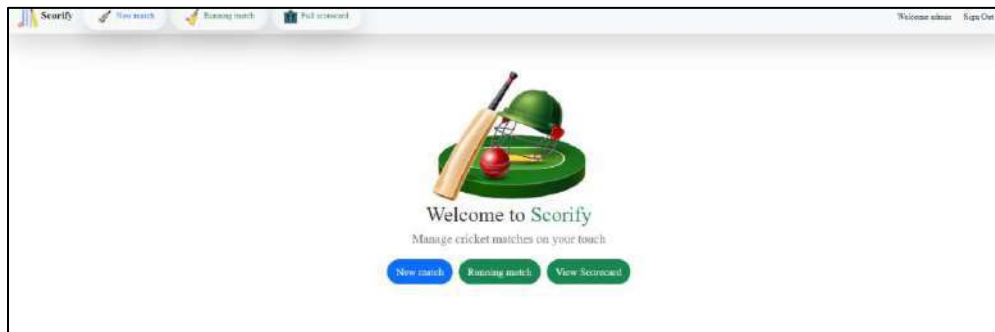 Scorify New match Running match Full scorecard Welcome admin Sign Out
Welcome to Scorify
Manage cricket matches on your touch
New match Running match View Scorecard